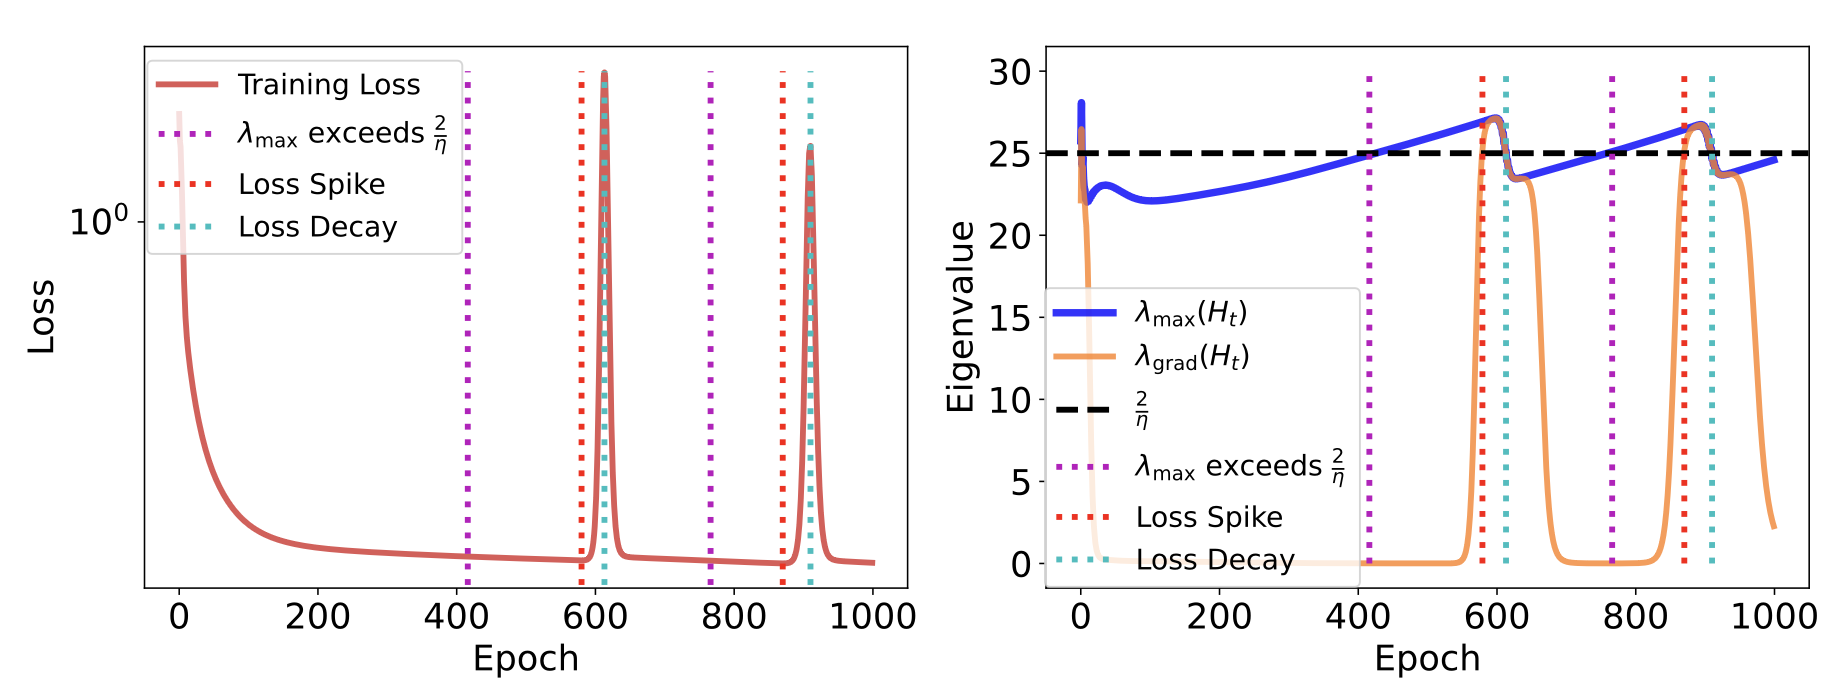 Training Loss
λmax exceeds 2/η
Loss Spike
Loss Decay
10⁰
Loss
0 200 400 600 800 1000
Epoch
30
25
20
15
10
5
0
Eigenvalue
λmax(Ht)
λgrad(Ht)
2/η
λmax exceeds 2/η
Loss Spike
Loss Decay
0 200 400 600 800 1000
Epoch